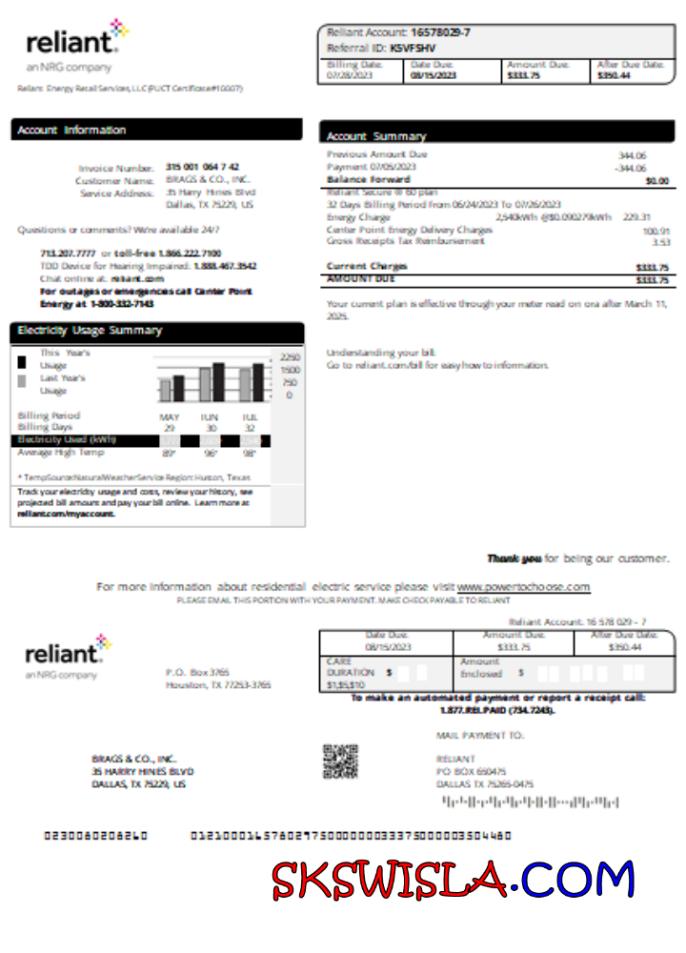 reliant.
an NRG company
Reliant Energy Retail Services, LLC (PUCT Certificate#10007)
Reliant Account: 16578029-7
Referral ID: KSVFSHV
Billing Date. Date Due. Amount Due. After Due Date.
07/28/2023 08/15/2023 $333.75 $350.44
Account Information
Invoice Number: 315 001 064 7 42
Customer Name: BRAGS & CO., INC.
Service Address: 35 Harry Hines Blvd
Dallas, TX 75229, US
Questions or comments? We're available 24/7
713.207.7777 or toll-free 1.866.222.7100
TDD Device for Hearing Impaired: 1.888.467.3542
Chat online at. reliant.com
For outages or emergences call Canter Point
Energy at 1-800-332-7143
Account Summary
Previous Amount Due 344.06
Payment 07/05/2023 -344.06
Balance Forward $0.00
Reliant Secure @ 60 plan
32 Days Billing Period From 06/24/2023 To 07/26/2023
Energy Charge 2,540kWh @$0.090279kWh 229.31
Center Point Energy Delivery Charges 100.91
Gross Receipts Tax Reimbursement 3.53
Current Charges $333.75
AMOUNT DUE $333.75
Your current plan is effective through your meter read on ora after March 11,
2025.
Understanding your bill.
Go to reliant.com/bill for easy how to information.
Electricity Usage Summary
This Year's
Usage
Last Year's
Usage
2250
1500
750
0
Billing Period MAY IUN IUL
Billing Days 29 30 32
Electricity Used (kWh)
Average High Temp 89° 96° 98°
* TempSource:NaturalWeatherService Region: Huston, Texas
Track your electricity usage and costs, review your history, see
projected bill amount and pay your bill online. Learn more at
reliant.com/myaccount.
Thank you for being our customer.
For more information about residential electric service please visit www.powertochoose.com
PLEASE EMAIL THIS PORTION WITH YOUR PAYMENT. MAKE CHECK PAYABLE TO RELIANT
Reliant Account: 16 578 029 - 7
reliant.
an NRG company
P.O. Box 3765
Houston, TX 77253-3765
Date Due. Amount Due. After Due Date.
08/15/2023 $333.75 $350.44
CARE
DURATION $
$1,$5,$10
Amount
Enclosed $
To make an automated payment or report a receipt call:
1.877.REL.PAID (734.7243).
MAIL PAYMENT TO.
BRAGS & CO., INC.
35 HARRY HINES BLVD
DALLAS, TX 75229, US
RELIANT
PO BOX 650475
DALLAS TX 75265-0475
SKSWISLA.COM